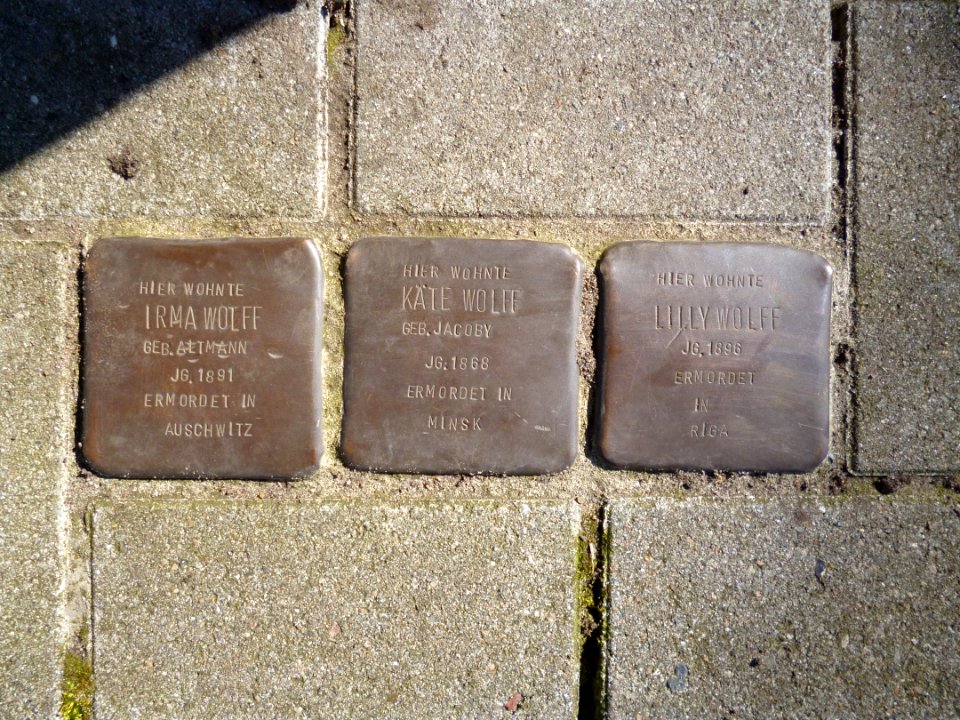 HIER WOHNTE
IRMA WOLFF
GEB. ALTMANN
JG. 1891
ERMORDET IN
AUSCHWITZ
HIER WOHNTE
KÄTE WOLFF
GEB. JACOBY
JG. 1868
ERMORDET IN
MINSK
HIER WOHNTE
LILLY WOLFF
JG. 1896
ERMORDET
IN
RIGA